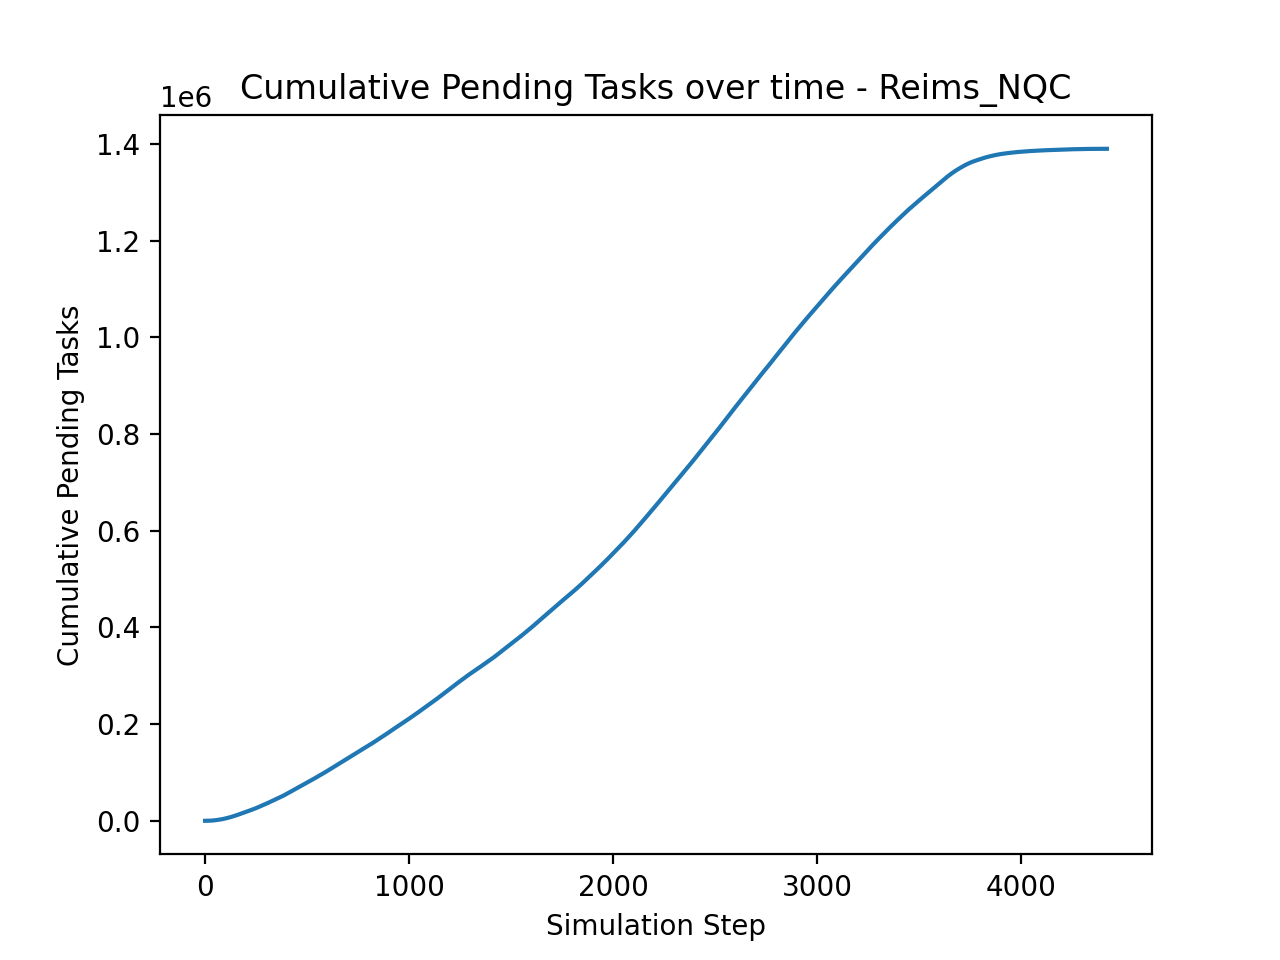 Cumulative Pending Tasks over time - Reims_NQC
1e6
1.4
1.2
1.0
0.8
0.6
0.4
0.2
0.0
Cumulative Pending Tasks
0 1000 2000 3000 4000
Simulation Step